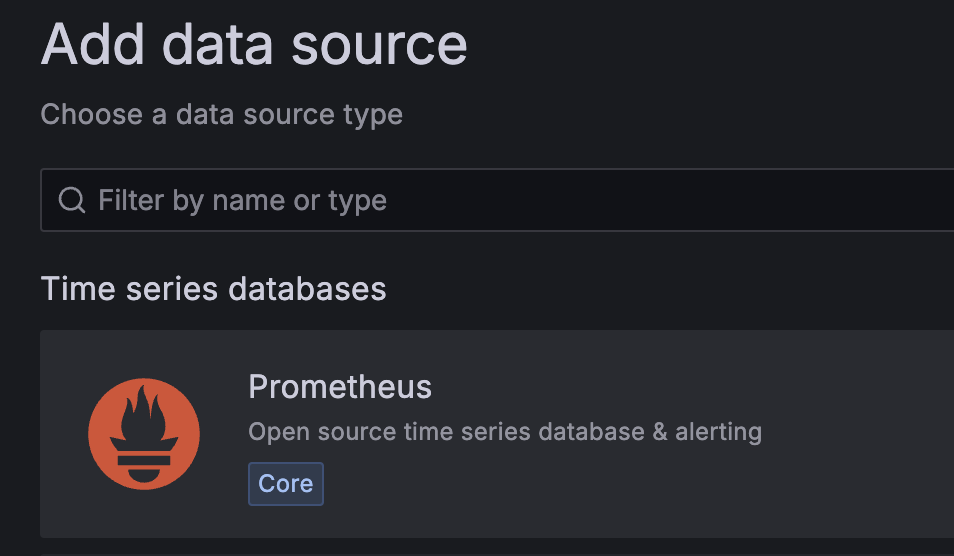 Add data source
Choose a data source type
Filter by name or type
Time series databases
Prometheus
Open source time series database & alerting
Core